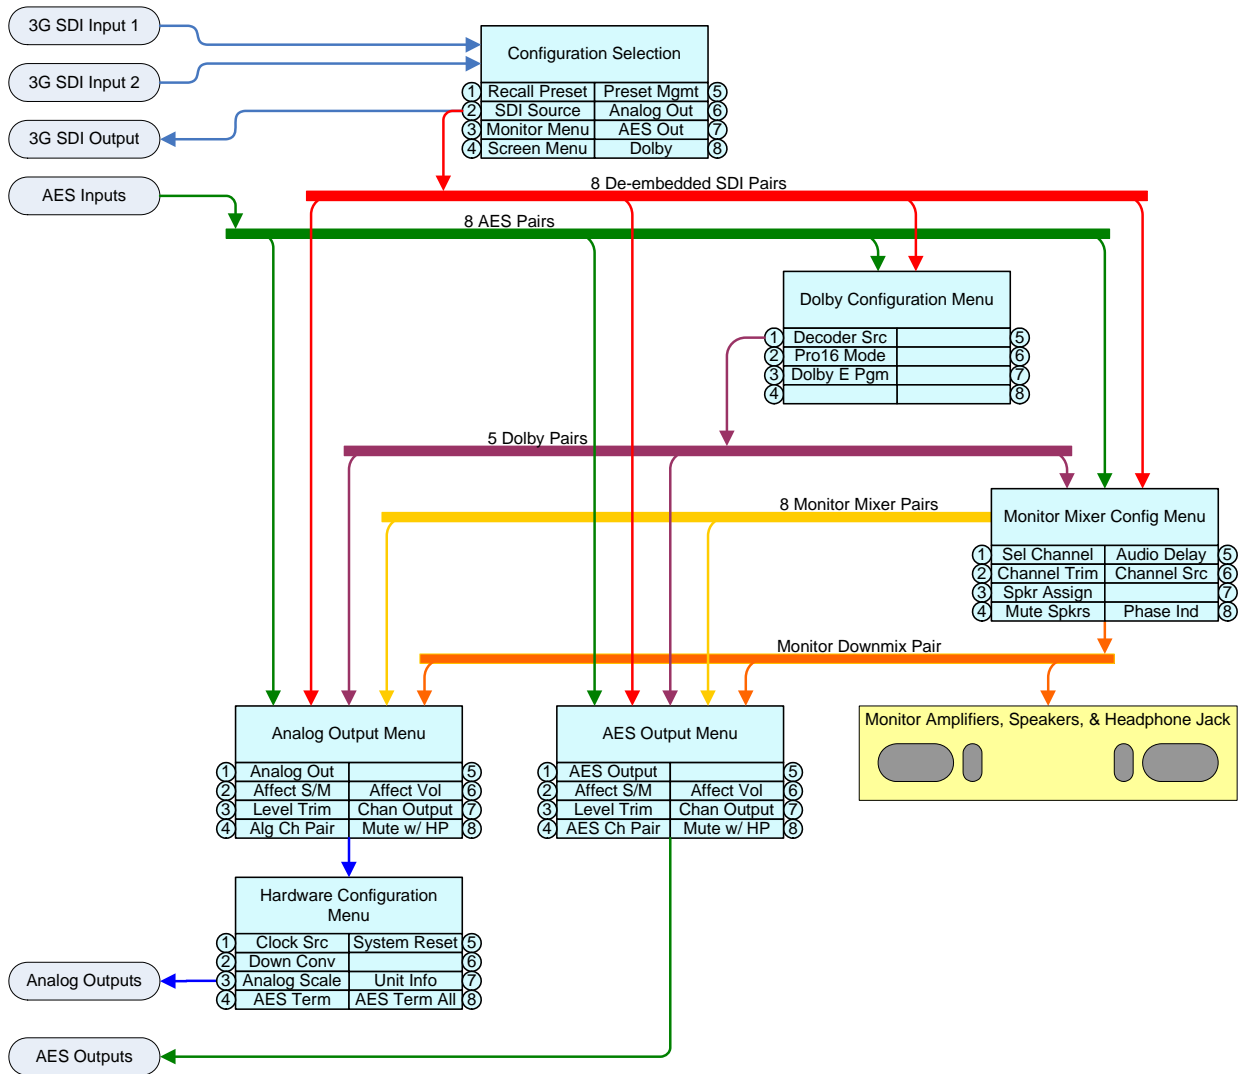 3G SDI Input 1
3G SDI Input 2
3G SDI Output
AES Inputs
Configuration Selection
1 Recall Preset Preset Mgmt 5
2 SDI Source Analog Out 6
3 Monitor Menu AES Out 7
4 Screen Menu Dolby 8
8 De-embedded SDI Pairs
8 AES Pairs
Dolby Configuration Menu
1 Decoder Src 5
2 Pro16 Mode 6
3 Dolby E Pgm 7
4 8
5 Dolby Pairs
8 Monitor Mixer Pairs
Monitor Mixer Config Menu
1 Sel Channel Audio Delay 5
2 Channel Trim Channel Src 6
3 Spkr Assign 7
4 Mute Spkrs Phase Ind 8
Monitor Downmix Pair
Analog Output Menu
1 Analog Out 5
2 Affect S/M Affect Vol 6
3 Level Trim Chan Output 7
4 Alg Ch Pair Mute w/ HP 8
AES Output Menu
1 AES Output 5
2 Affect S/M Affect Vol 6
3 Level Trim Chan Output 7
4 AES Ch Pair Mute w/ HP 8
Monitor Amplifiers, Speakers, & Headphone Jack
Hardware Configuration
Menu
1 Clock Src System Reset 5
2 Down Conv 6
3 Analog Scale Unit Info 7
4 AES Term AES Term All 8
Analog Outputs
AES Outputs